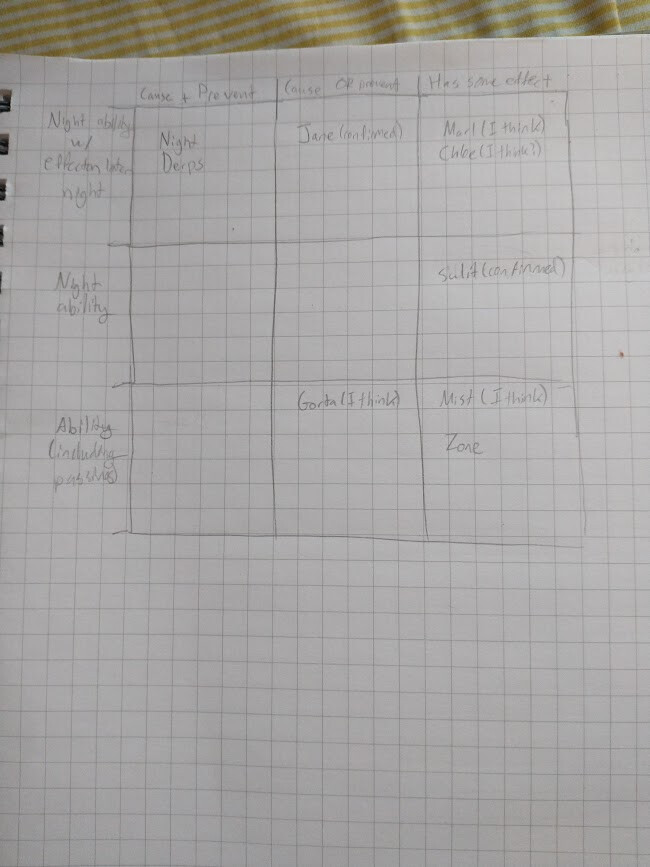 Cause + Prevent
Cause OR prevent
Has some effect
Night ability
w/
effect on later
night
Night
Derps
Jane (confirmed)
Marl (I think)
Chloe (I think?)
Night
ability
Sulit (confirmed)
Ability
(including
passives)
Gorta (I think)
Mist (I think)
Zone